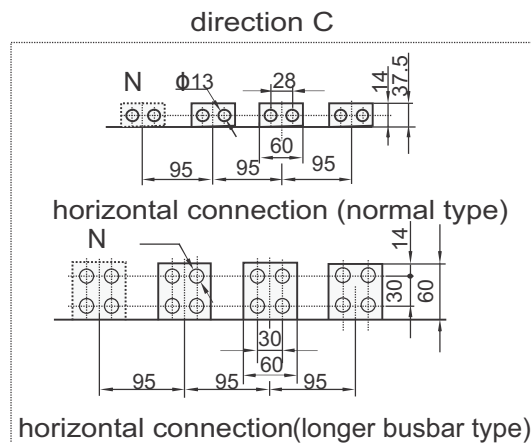 direction C
N Φ13 28 14 37.5
60
95 95 95
horizontal connection (normal type)
N 14
30 60
30
60
95 95 95
horizontal connection(longer busbar type)